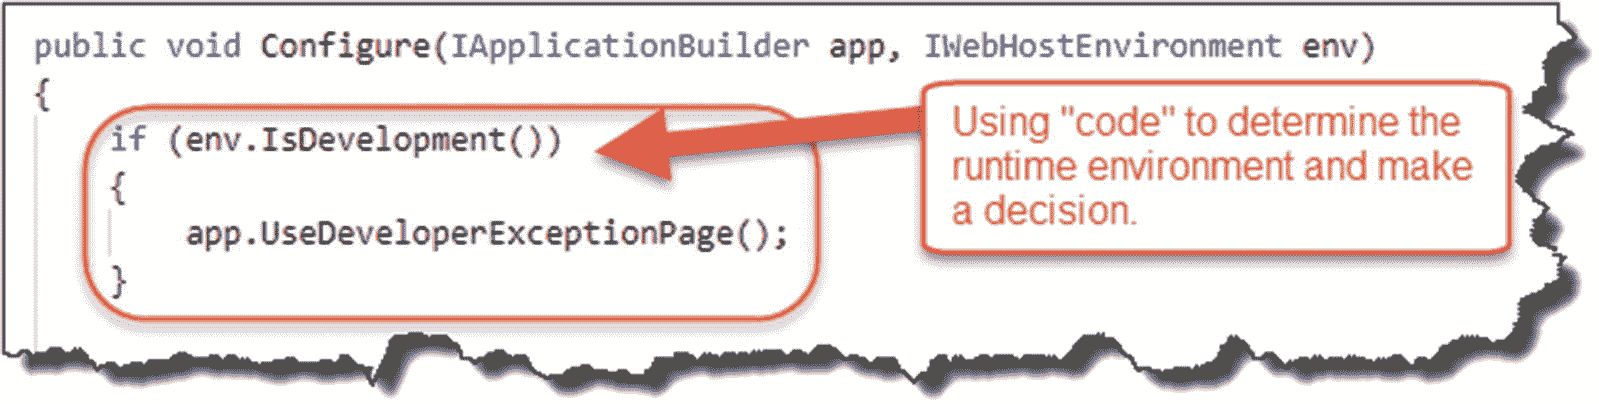 public void Configure(IApplicationBuilder app, IWebHostEnvironment env)
{
if (env.IsDevelopment())
{
app.UseDeveloperExceptionPage();
}
Using "code" to determine the
runtime environment and make
a decision.